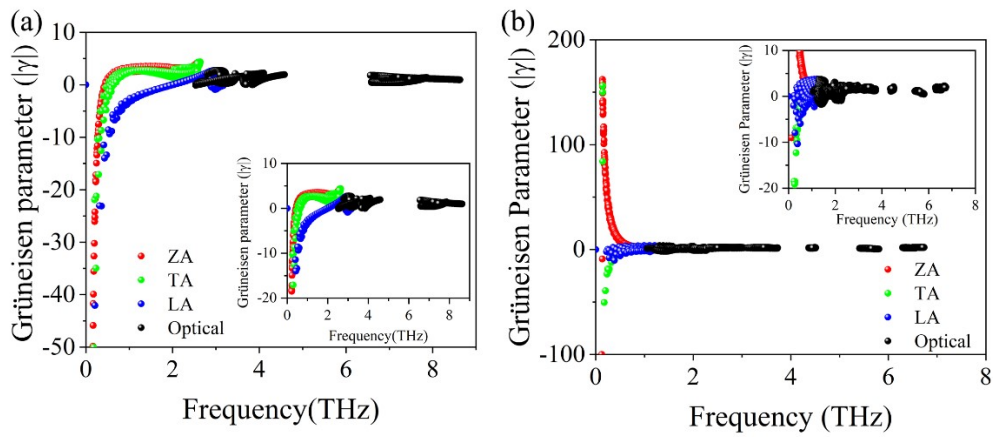 (a)
10
0
-10
-20
-30
-40
-50
Grüneisen parameter (|γ|)
ZA
TA
LA
Optical
0 2 4 6 8
Frequency(THz)
10
0
-10
-20
Grüneisen parameter (|γ|)
0 2 4 6 8
Frequency(THz)
(b)
200
100
0
-100
Grüneisen Parameter (|γ|)
ZA
TA
LA
Optical
0 2 4 6 8
Frequency (THz)
10
0
-10
-20
Grüneisen Parameter (|γ|)
0 2 4 6 8
Frequency (THz)